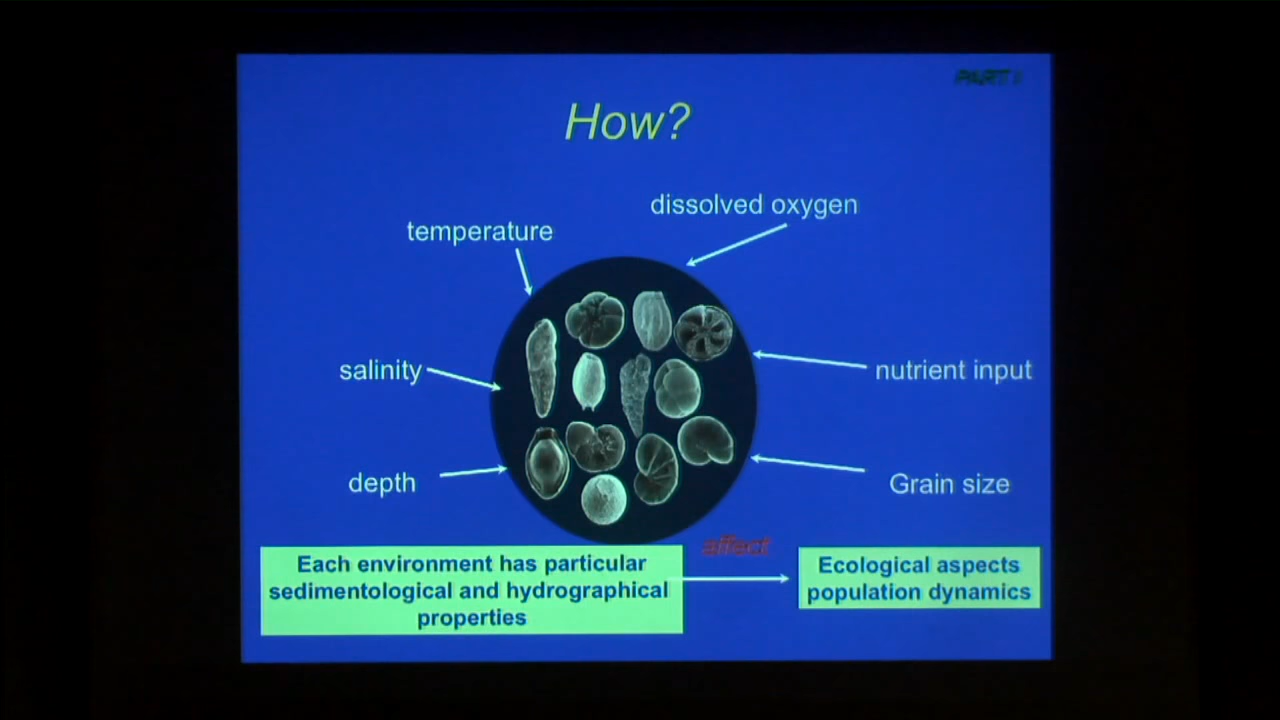 PART I
How?
dissolved oxygen
temperature
salinity
nutrient input
depth
Grain size
affect
Each environment has particular
sedimentological and hydrographical
properties
Ecological aspects
population dynamics